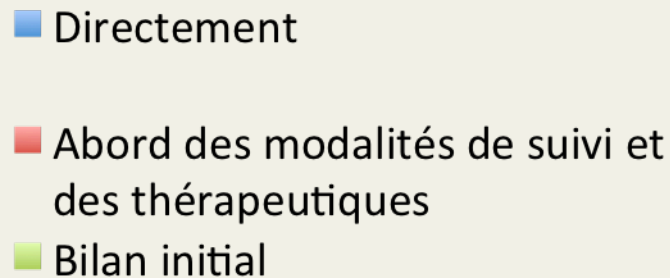 Directement
Abord des modalités de suivi et
des thérapeutiques
Bilan initial